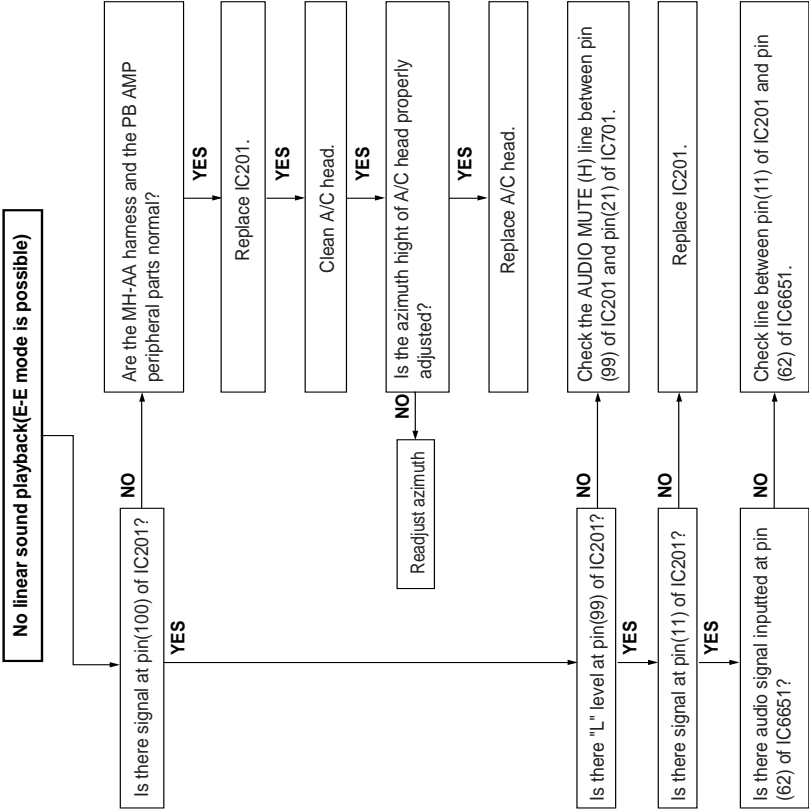 No linear sound playback(E-E mode is possible)
Is there signal at pin(100) of IC201?
NO
Are the MH-AA harness and the PB AMP
peripheral parts normal?
YES
Replace IC201.
YES
Clean A/C head.
YES
Is the azimuth hight of A/C head properly
adjusted?
NO
Readjust azimuth
YES
Replace A/C head.
YES
Is there "L" level at pin(99) of IC201?
NO
Check the AUDIO MUTE (H) line between pin
(99) of IC201 and pin(21) of IC701.
YES
Is there signal at pin(11) of IC201?
NO
Replace IC201.
YES
Is there audio signal inputted at pin
(62) of IC6651?
NO
Check line between pin(11) of IC201 and pin
(62) of IC6651.